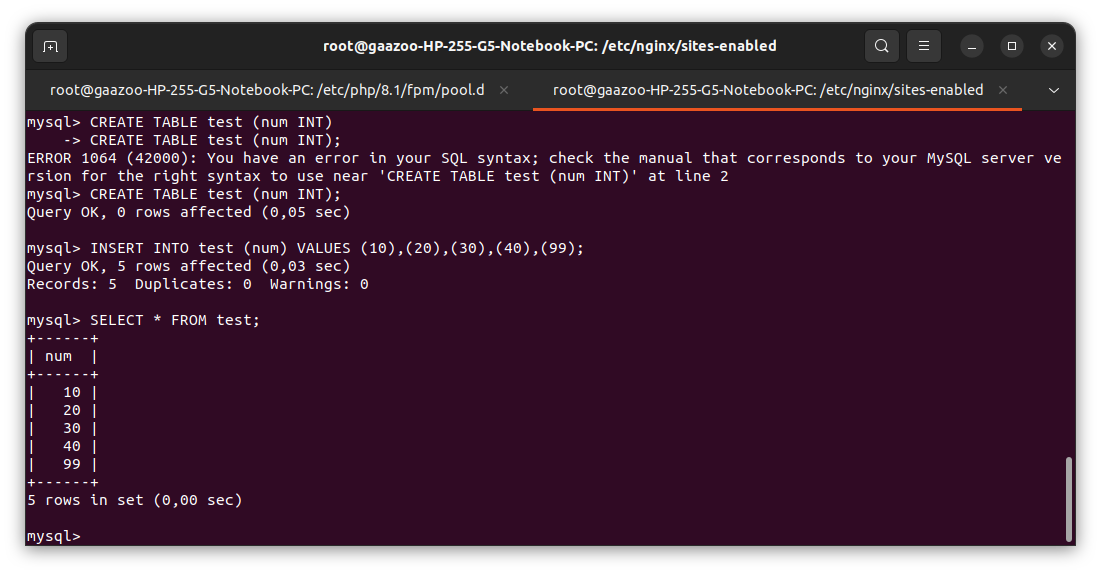 root@gaazoo-HP-255-G5-Notebook-PC: /etc/nginx/sites-enabled
root@gaazoo-HP-255-G5-Notebook-PC: /etc/php/8.1/fpm/pool.d
root@gaazoo-HP-255-G5-Notebook-PC: /etc/nginx/sites-enabled
mysql> CREATE TABLE test (num INT)
    -> CREATE TABLE test (num INT);
ERROR 1064 (42000): You have an error in your SQL syntax; check the manual that corresponds to your MySQL server ve
rsion for the right syntax to use near 'CREATE TABLE test (num INT)' at line 2
mysql> CREATE TABLE test (num INT);
Query OK, 0 rows affected (0,05 sec)
mysql> INSERT INTO test (num) VALUES (10),(20),(30),(40),(99);
Query OK, 5 rows affected (0,03 sec)
Records: 5  Duplicates: 0  Warnings: 0
mysql> SELECT * FROM test;
+------+
| num  |
+------+
|   10 |
|   20 |
|   30 |
|   40 |
|   99 |
+------+
5 rows in set (0,00 sec)
mysql>